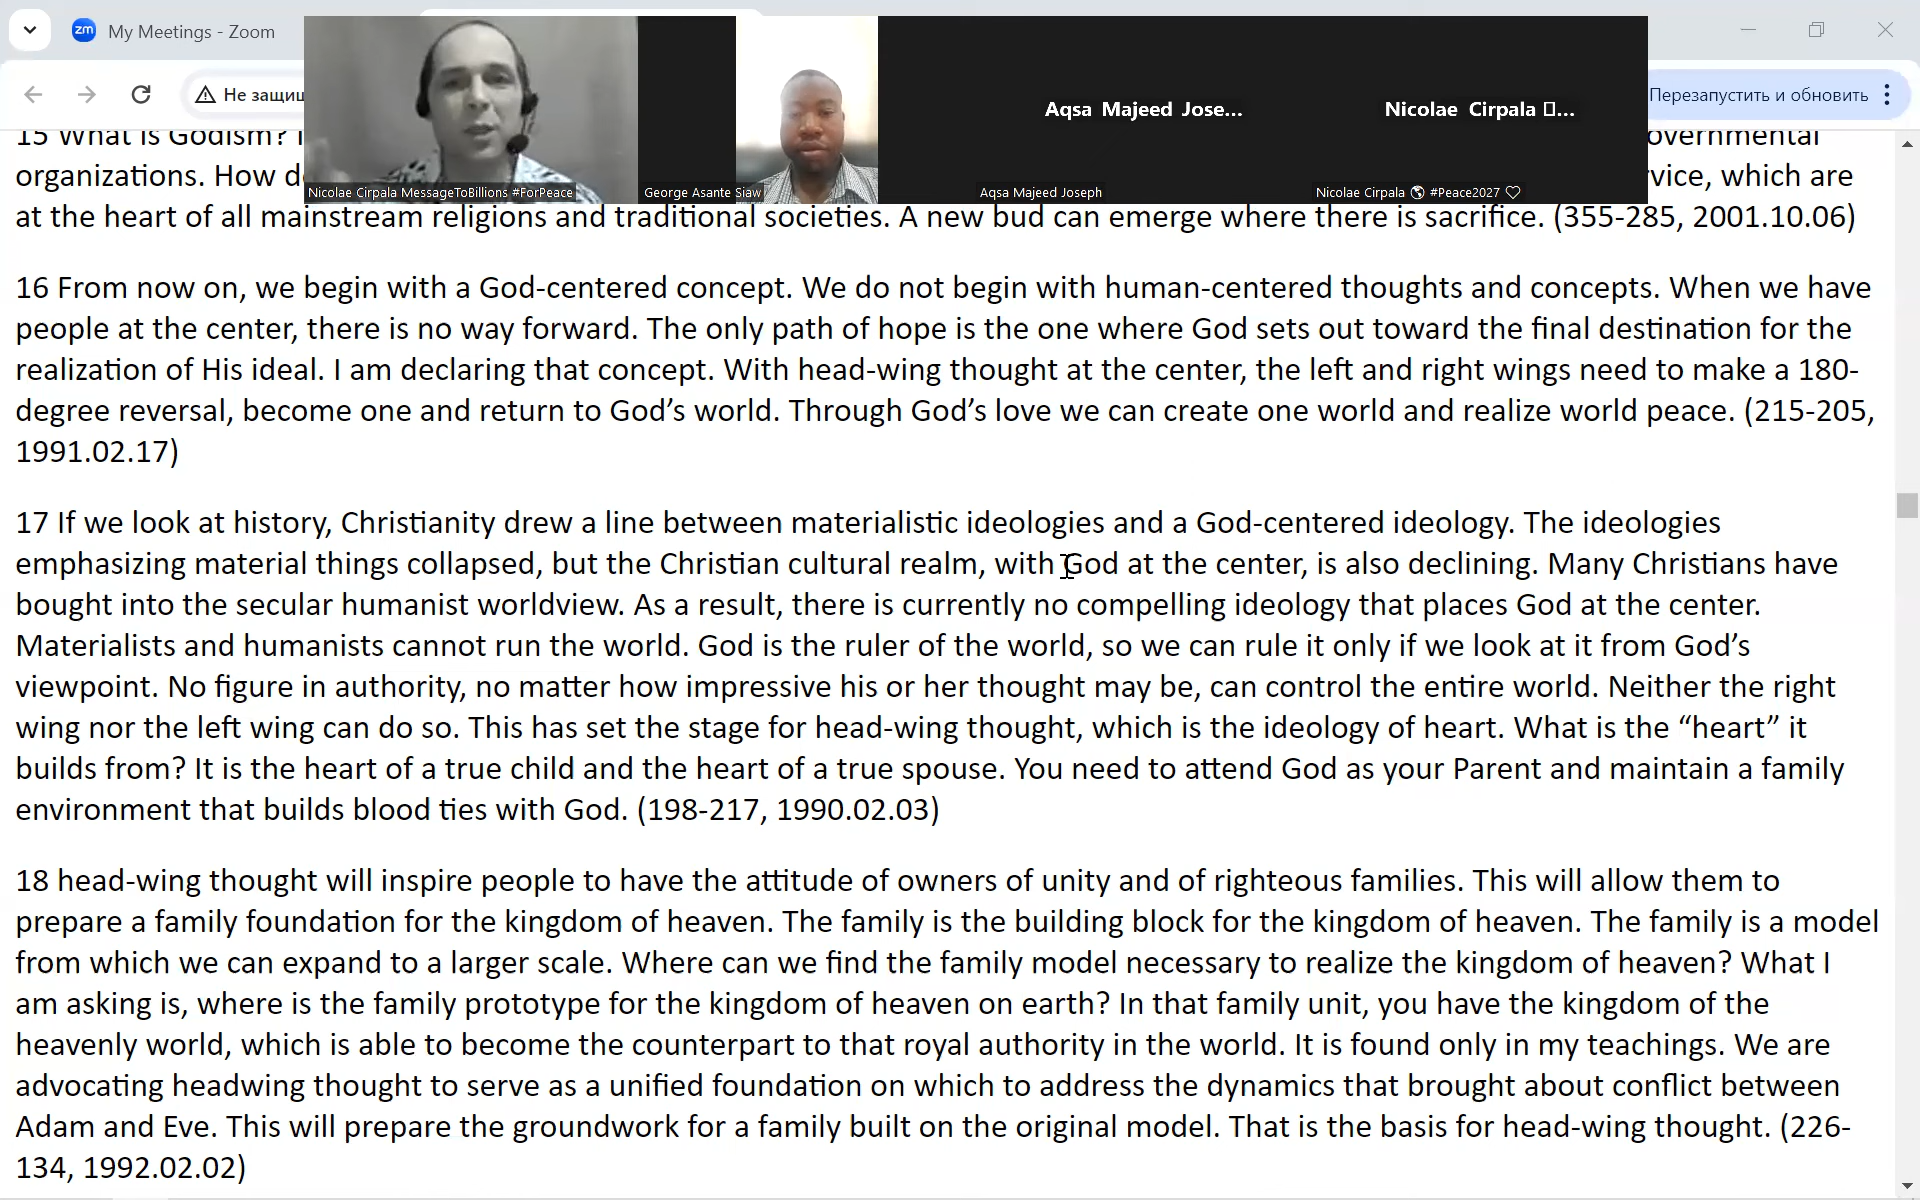 My Meetings - Zoom
Не защищ
Перезапустить и обновить
Aqsa Majeed Jose...
Nicolae Cirpala ▯...
Nicolae Cirpala MessageToBillions #ForPeace
George Asante Siaw
Aqsa Majeed Joseph
Nicolae Cirpala 🌎 #Peace2027 ♡
15 What is Godism?
overnmental
organizations. How d
rvice, which are
at the heart of all mainstream religions and traditional societies. A new bud can emerge where there is sacrifice. (355-285, 2001.10.06)
16 From now on, we begin with a God-centered concept. We do not begin with human-centered thoughts and concepts. When we have
people at the center, there is no way forward. The only path of hope is the one where God sets out toward the final destination for the
realization of His ideal. I am declaring that concept. With head-wing thought at the center, the left and right wings need to make a 180-
degree reversal, become one and return to God’s world. Through God’s love we can create one world and realize world peace. (215-205,
1991.02.17)
17 If we look at history, Christianity drew a line between materialistic ideologies and a God-centered ideology. The ideologies
emphasizing material things collapsed, but the Christian cultural realm, with God at the center, is also declining. Many Christians have
bought into the secular humanist worldview. As a result, there is currently no compelling ideology that places God at the center.
Materialists and humanists cannot run the world. God is the ruler of the world, so we can rule it only if we look at it from God’s
viewpoint. No figure in authority, no matter how impressive his or her thought may be, can control the entire world. Neither the right
wing nor the left wing can do so. This has set the stage for head-wing thought, which is the ideology of heart. What is the “heart” it
builds from? It is the heart of a true child and the heart of a true spouse. You need to attend God as your Parent and maintain a family
environment that builds blood ties with God. (198-217, 1990.02.03)
18 head-wing thought will inspire people to have the attitude of owners of unity and of righteous families. This will allow them to
prepare a family foundation for the kingdom of heaven. The family is the building block for the kingdom of heaven. The family is a model
from which we can expand to a larger scale. Where can we find the family model necessary to realize the kingdom of heaven? What I
am asking is, where is the family prototype for the kingdom of heaven on earth? In that family unit, you have the kingdom of the
heavenly world, which is able to become the counterpart to that royal authority in the world. It is found only in my teachings. We are
advocating headwing thought to serve as a unified foundation on which to address the dynamics that brought about conflict between
Adam and Eve. This will prepare the groundwork for a family built on the original model. That is the basis for head-wing thought. (226-
134, 1992.02.02)